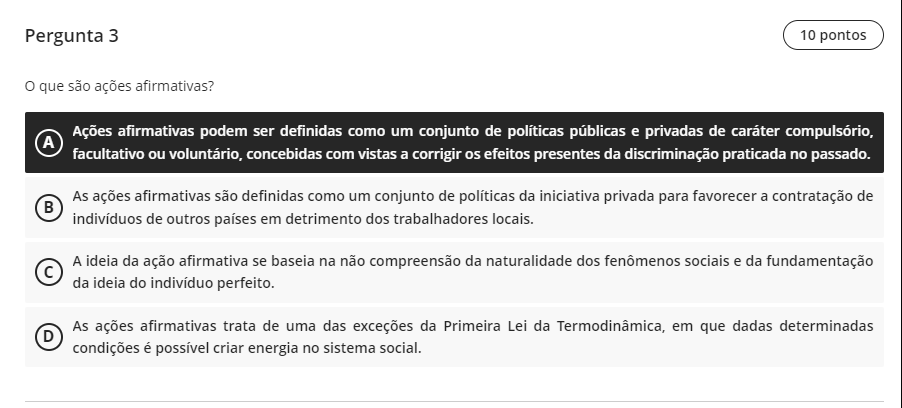 Pergunta 3
10 pontos
O que são ações afirmativas?
A
Ações afirmativas podem ser definidas como um conjunto de políticas públicas e privadas de caráter compulsório,
facultativo ou voluntário, concebidas com vistas a corrigir os efeitos presentes da discriminação praticada no passado.
B
As ações afirmativas são definidas como um conjunto de políticas da iniciativa privada para favorecer a contratação de
indivíduos de outros países em detrimento dos trabalhadores locais.
C
A ideia da ação afirmativa se baseia na não compreensão da naturalidade dos fenômenos sociais e da fundamentação
da ideia do indivíduo perfeito.
D
As ações afirmativas trata de uma das exceções da Primeira Lei da Termodinâmica, em que dadas determinadas
condições é possível criar energia no sistema social.